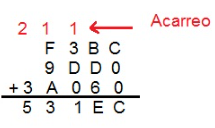 2 1 1 ← Acarreo
F 3 B C
9 D D 0
+3 A 0 6 0
5 3 1 E C